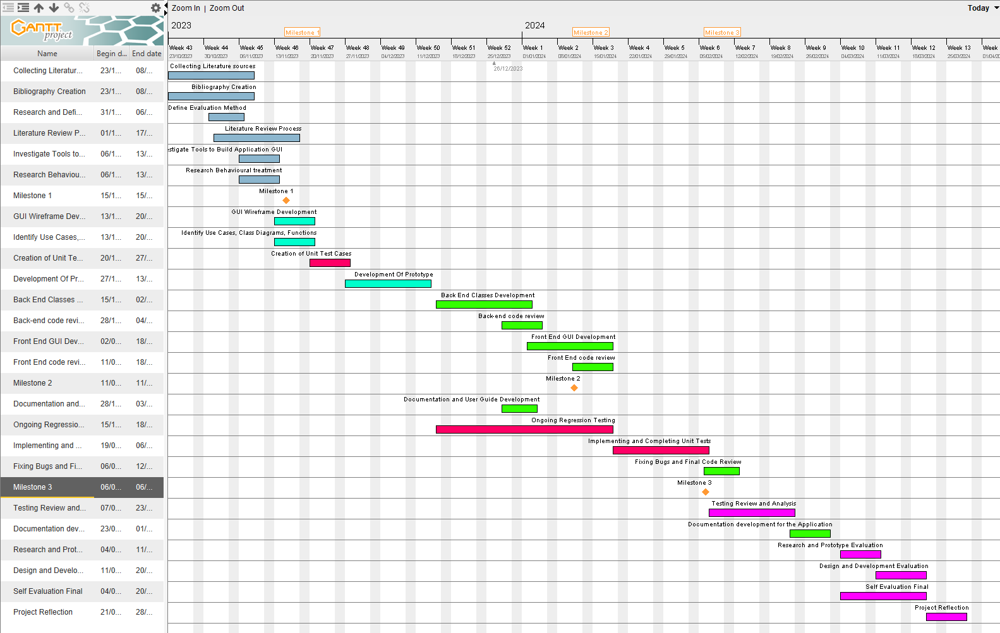 Zoom In | Zoom Out
Today
GANTT
project
2023
2024
Milestone 1
Milestone 2
Milestone 3
Name
Begin d...
End date
Week 43
Week 44
Week 45
Week 46
Week 47
Week 48
Week 49
Week 50
Week 51
Week 52
Week 1
Week 2
Week 3
Week 4
Week 5
Week 6
Week 7
Week 8
Week 9
Week 10
Week 11
Week 12
Week 13
Week
23/10/2023
30/10/2023
06/11/2023
13/11/2023
20/11/2023
27/11/2023
04/12/2023
11/12/2023
18/12/2023
25/12/2023
01/01/2024
08/01/2024
15/01/2024
22/01/2024
29/01/2024
05/02/2024
12/02/2024
19/02/2024
26/02/2024
04/03/2024
11/03/2024
18/03/2024
25/03/2024
01/04/20
26/12/2023
Collecting Literatur... 23/1... 08/...
Collecting Literature sources
Bibliography Creation 23/1... 08/...
Bibliography Creation
Research and Defi... 31/1... 06/...
Define Evaluation Method
Literature Review P... 01/1... 17/...
Literature Review Process
Investigate Tools to... 06/1... 13/...
stigate Tools to Build Application GUI
Research Behaviou... 06/1... 13/...
Research Behavioural treatment
Milestone 1 15/1... 15/...
Milestone 1
GUI Wireframe Dev... 13/1... 20/...
GUI Wireframe Development
Identify Use Cases,... 13/1... 20/...
Identify Use Cases, Class Diagrams, Functions
Creation of Unit Te... 20/1... 27/...
Creation of Unit Test Cases
Development Of Pr... 27/1... 13/...
Development Of Prototype
Back End Classes ... 15/1... 02/...
Back End Classes Development
Back-end code revi... 28/1... 04/...
Back-end code review
Front End GUI Dev... 02/0... 18/...
Front End GUI Development
Front End code revi... 11/0... 18/...
Front End code review
Milestone 2 11/0... 11/...
Milestone 2
Documentation and... 28/1... 03/...
Documentation and User Guide Development
Ongoing Regressio... 15/1... 18/...
Ongoing Regression Testing
Implementing and ... 19/0... 06/...
Implementing and Completing Unit Tests
Fixing Bugs and Fi... 06/0... 12/...
Fixing Bugs and Final Code Review
Milestone 3 06/0... 06/...
Milestone 3
Testing Review and... 07/0... 23/...
Testing Review and Analysis
Documentation dev... 23/0... 01/...
Documentation development for the Application
Research and Prot... 04/0... 11/...
Research and Prototype Evaluation
Design and Develo... 11/0... 20/...
Design and Development Evaluation
Self Evaluation Final 04/0... 20/...
Self Evaluation Final
Project Reflection 21/0... 28/...
Project Reflection